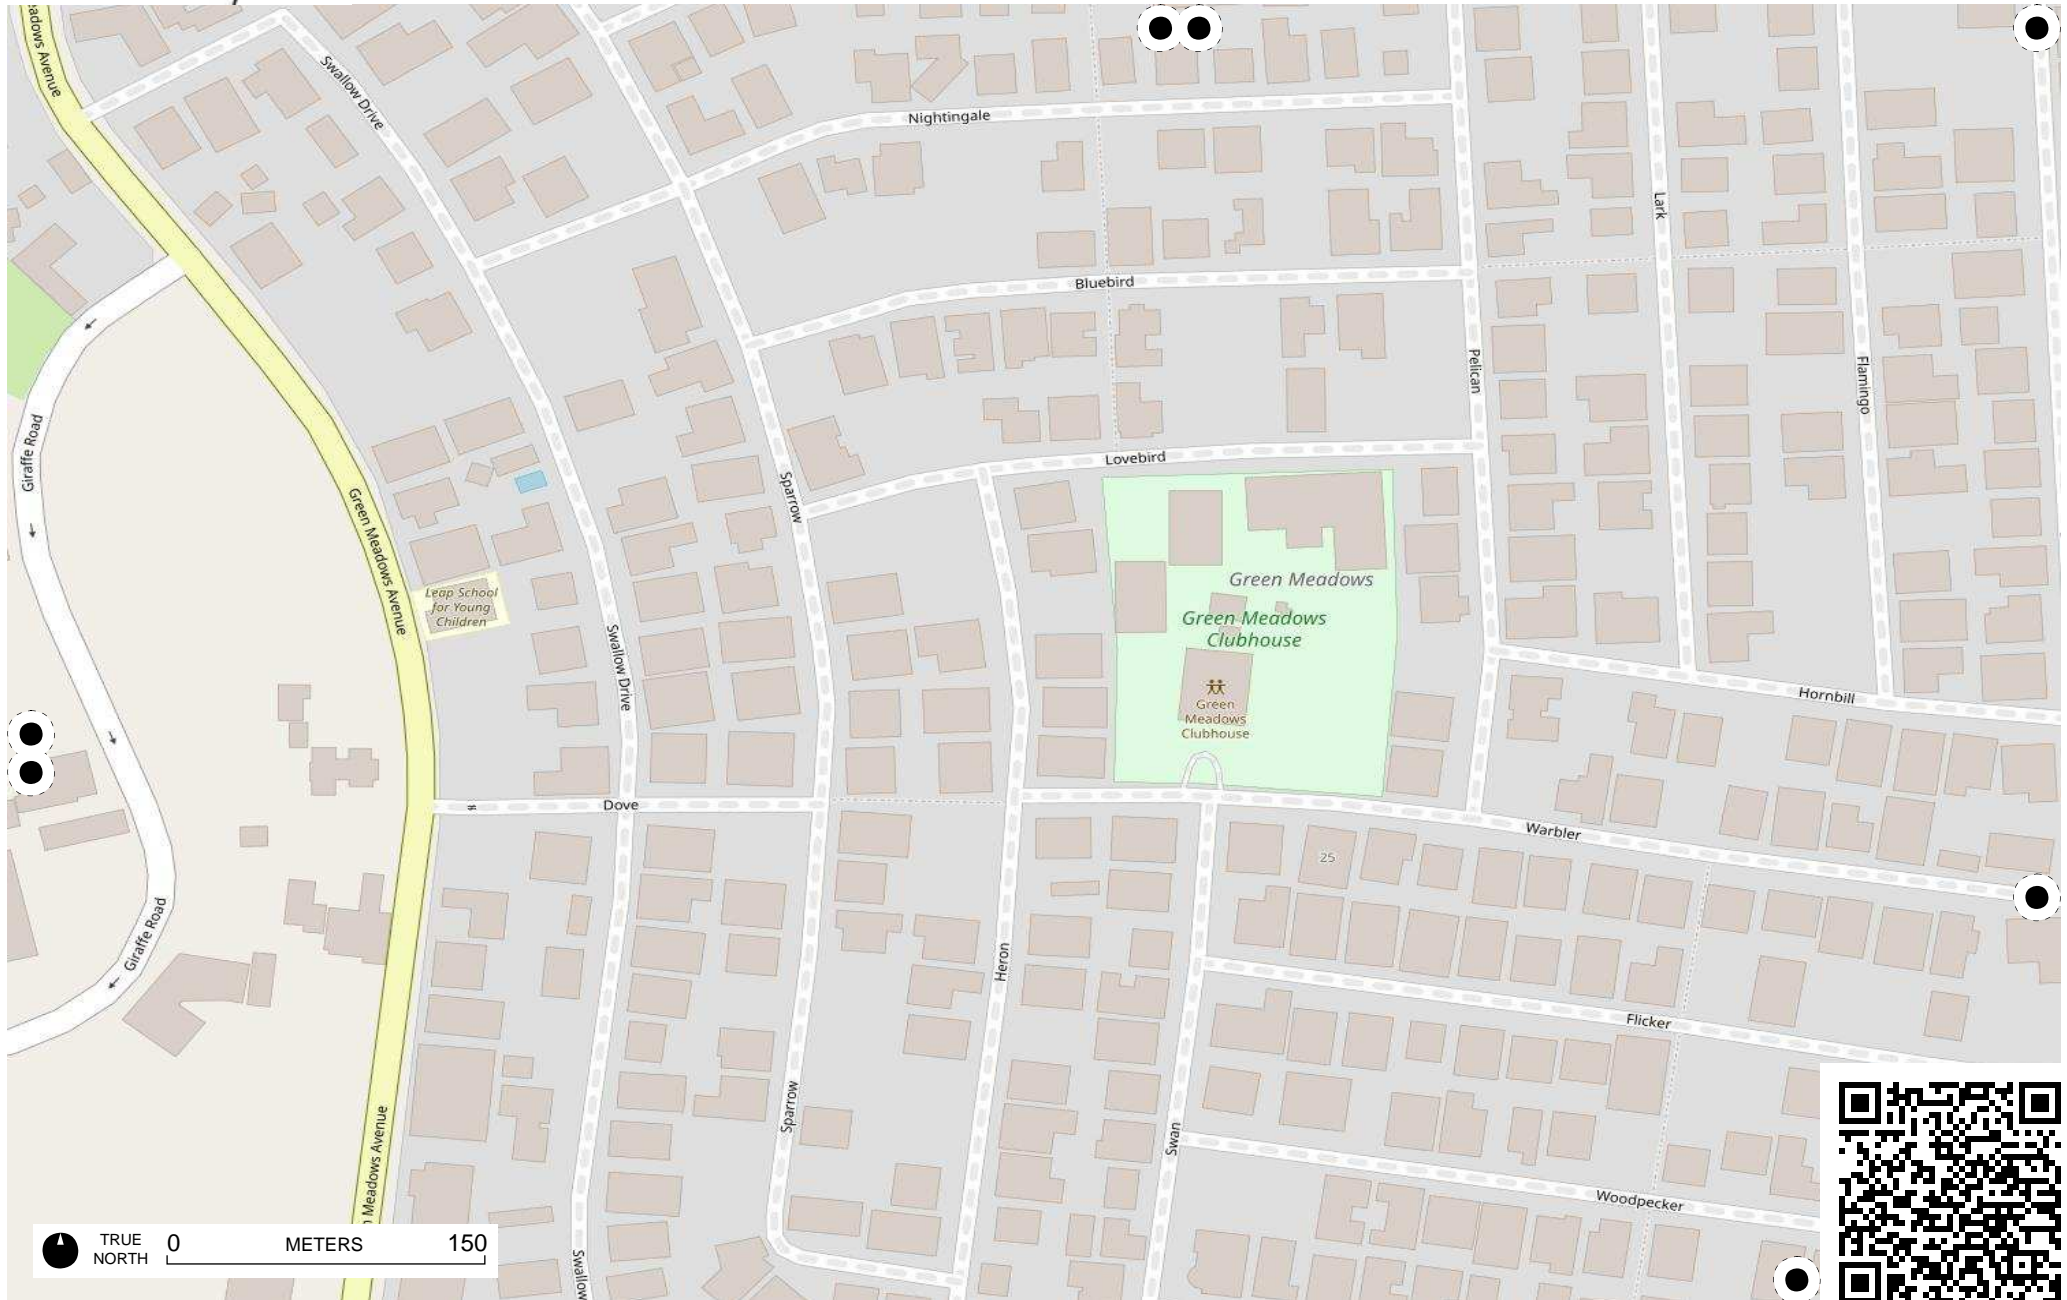 eadows Avenue
Swallow Drive
Nightingale
Lark
Bluebird
Pelican
Flamingo
Giraffe Road
Lovebird
Sparrow
Green Meadows Avenue
Green Meadows
Leap School
for Young
Children
Green Meadows
Clubhouse
Swallow Drive
Hornbill
Green
Meadows
Clubhouse
Dove
Warbler
25
Giraffe Road
Heron
Flicker
Sparrow
Swan
n Meadows Avenue
Woodpecker
Swallow
TRUE
NORTH
0 METERS 150